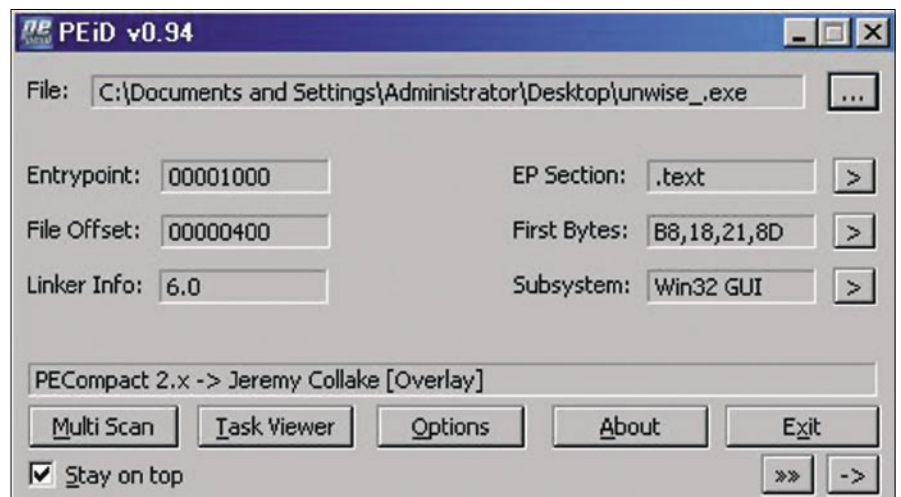 PEiD v0.94
File: C:\Documents and Settings\Administrator\Desktop\unwise_.exe ...
Entrypoint: 00001000 EP Section: .text >
File Offset: 00000400 First Bytes: B8,18,21,8D >
Linker Info: 6.0 Subsystem: Win32 GUI >
PECompact 2.x -> Jeremy Collake [Overlay]
Multi Scan Task Viewer Options About Exit
Stay on top »» ->